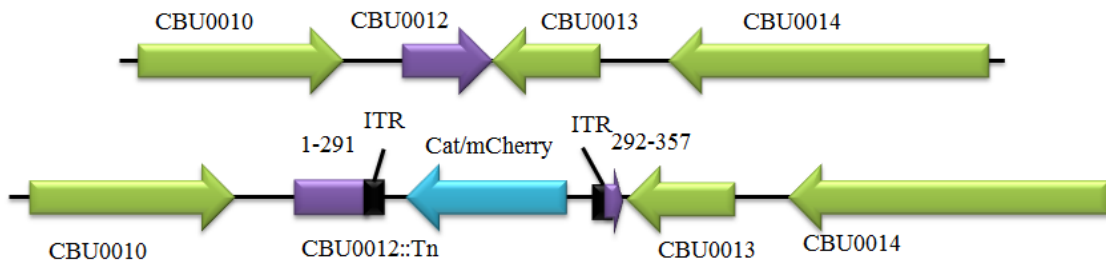 CBU0010 CBU0012 CBU0013 CBU0014
ITR ITR
1-291 Cat/mCherry 292-357
CBU0010 CBU0012::Tn CBU0013 CBU0014